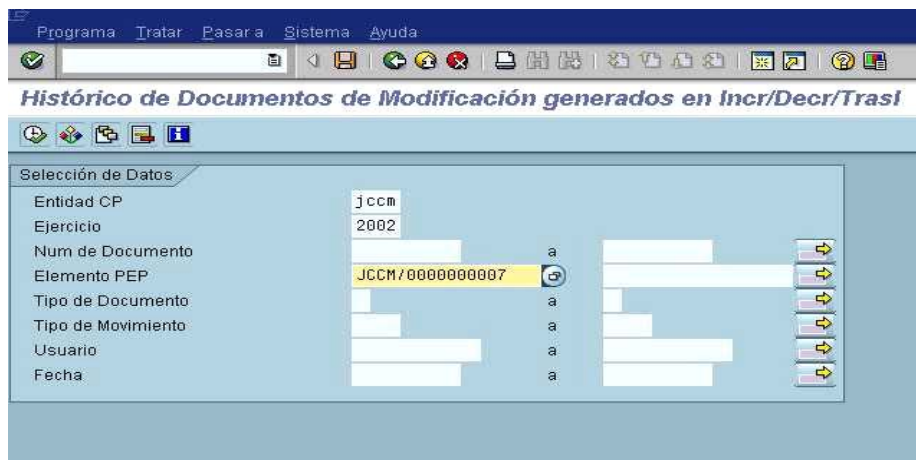 Programa Tratar Pasar a Sistema Ayuda
Histórico de Documentos de Modificación generados en Incr/Decr/Trasl
Selección de Datos
Entidad CP jccm
Ejercicio 2002
Num de Documento a
Elemento PEP JCCM/0000000007
Tipo de Documento a
Tipo de Movimiento a
Usuario a
Fecha a